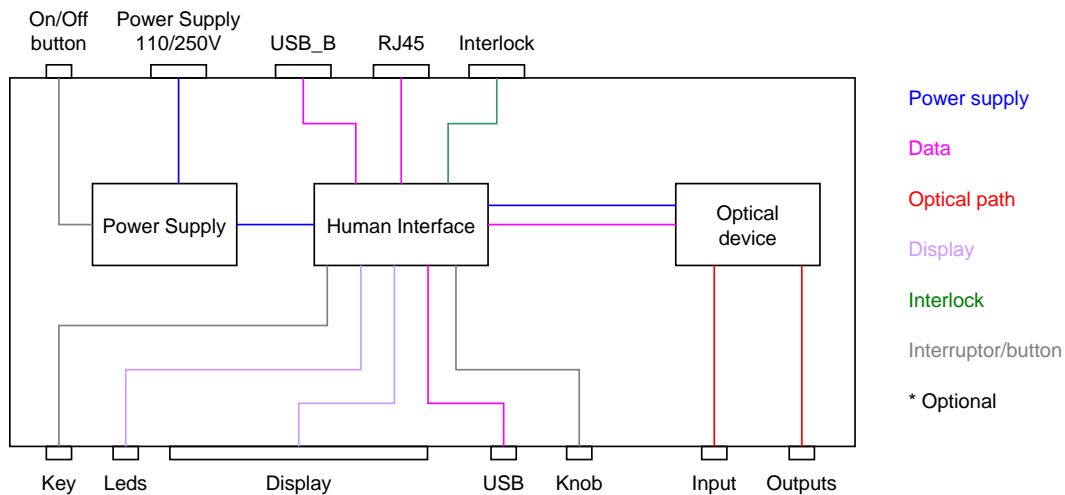 On/Off
button
Power Supply
110/250V
USB_B
RJ45
Interlock
Power Supply
Human Interface
Optical
device
Key
Leds
Display
USB
Knob
Input
Outputs
Power supply
Data
Optical path
Display
Interlock
Interruptor/button
* Optional